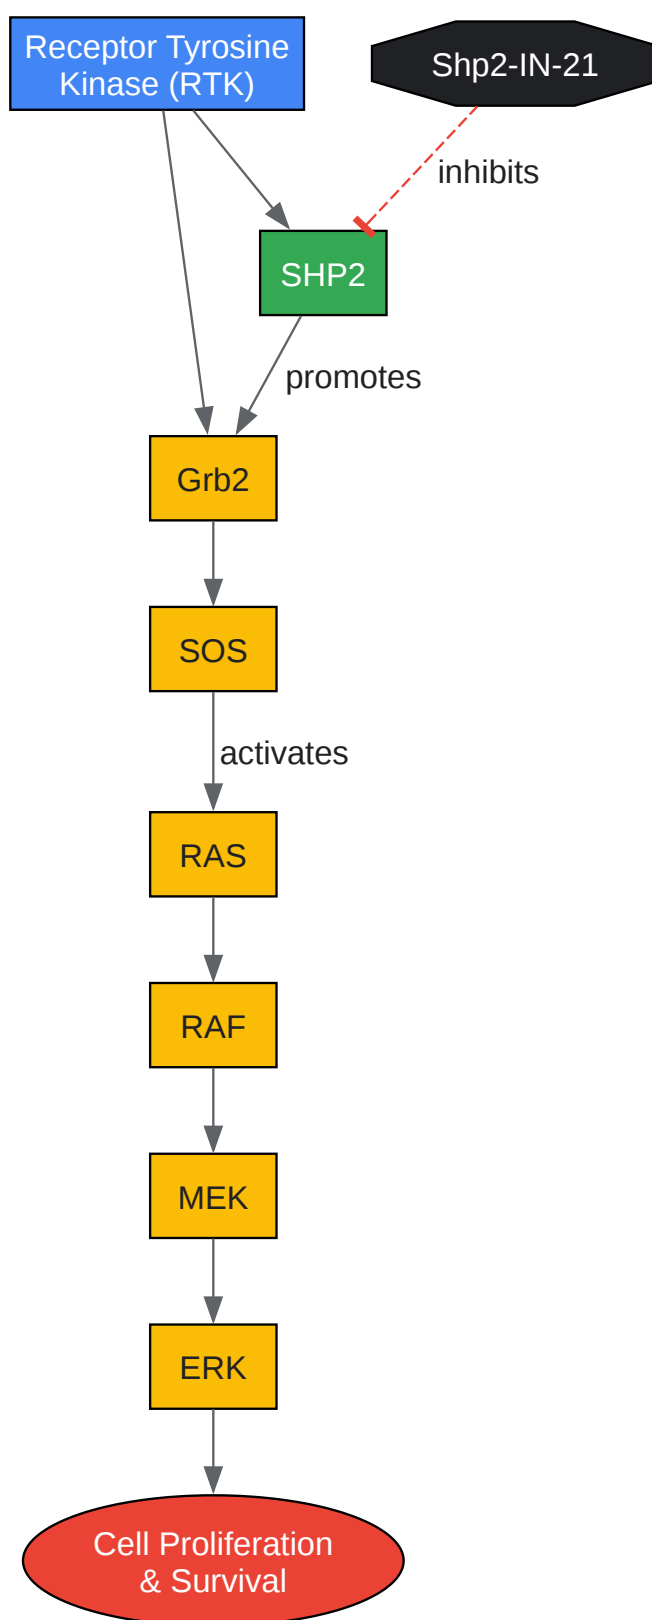 Receptor Tyrosine
Kinase (RTK)
Shp2-IN-21
inhibits
SHP2
promotes
Grb2
SOS
activates
RAS
RAF
MEK
ERK
Cell Proliferation
& Survival